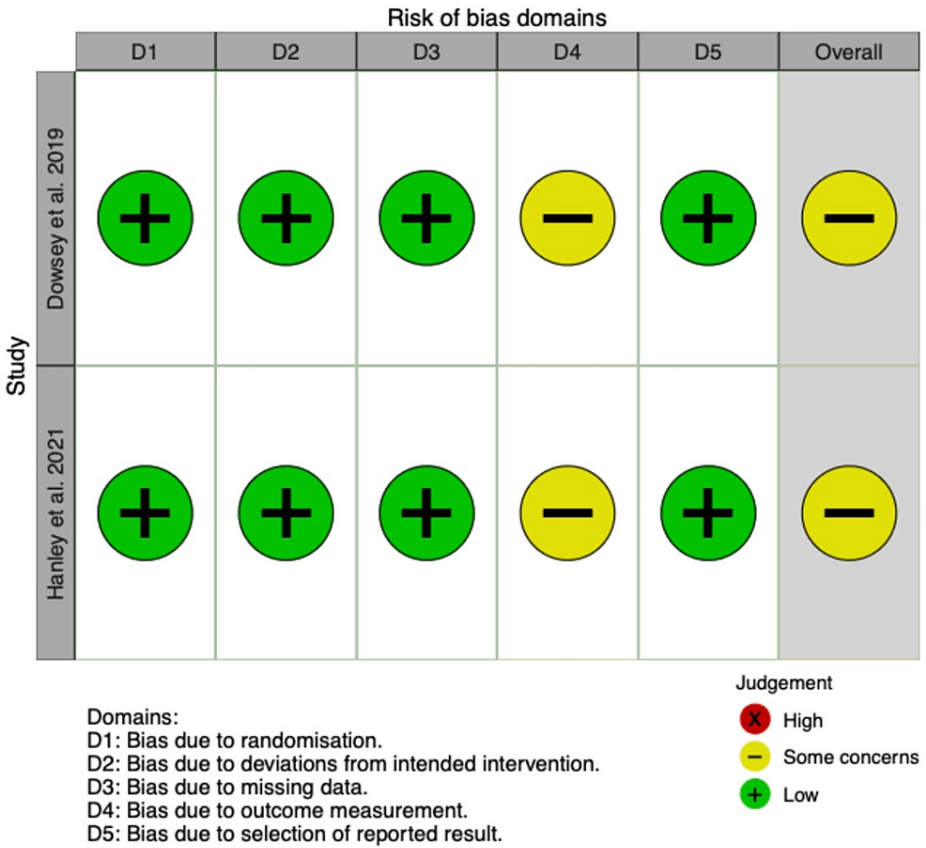 Risk of bias domains
D1 D2 D3 D4 D5 Overall
Study
Dowsey et al. 2019
Hanley et al. 2021
Judgement
Domains:
D1: Bias due to randomisation.
D2: Bias due to deviations from intended intervention.
D3: Bias due to missing data.
D4: Bias due to outcome measurement.
D5: Bias due to selection of reported result.
X High
− Some concerns
+ Low